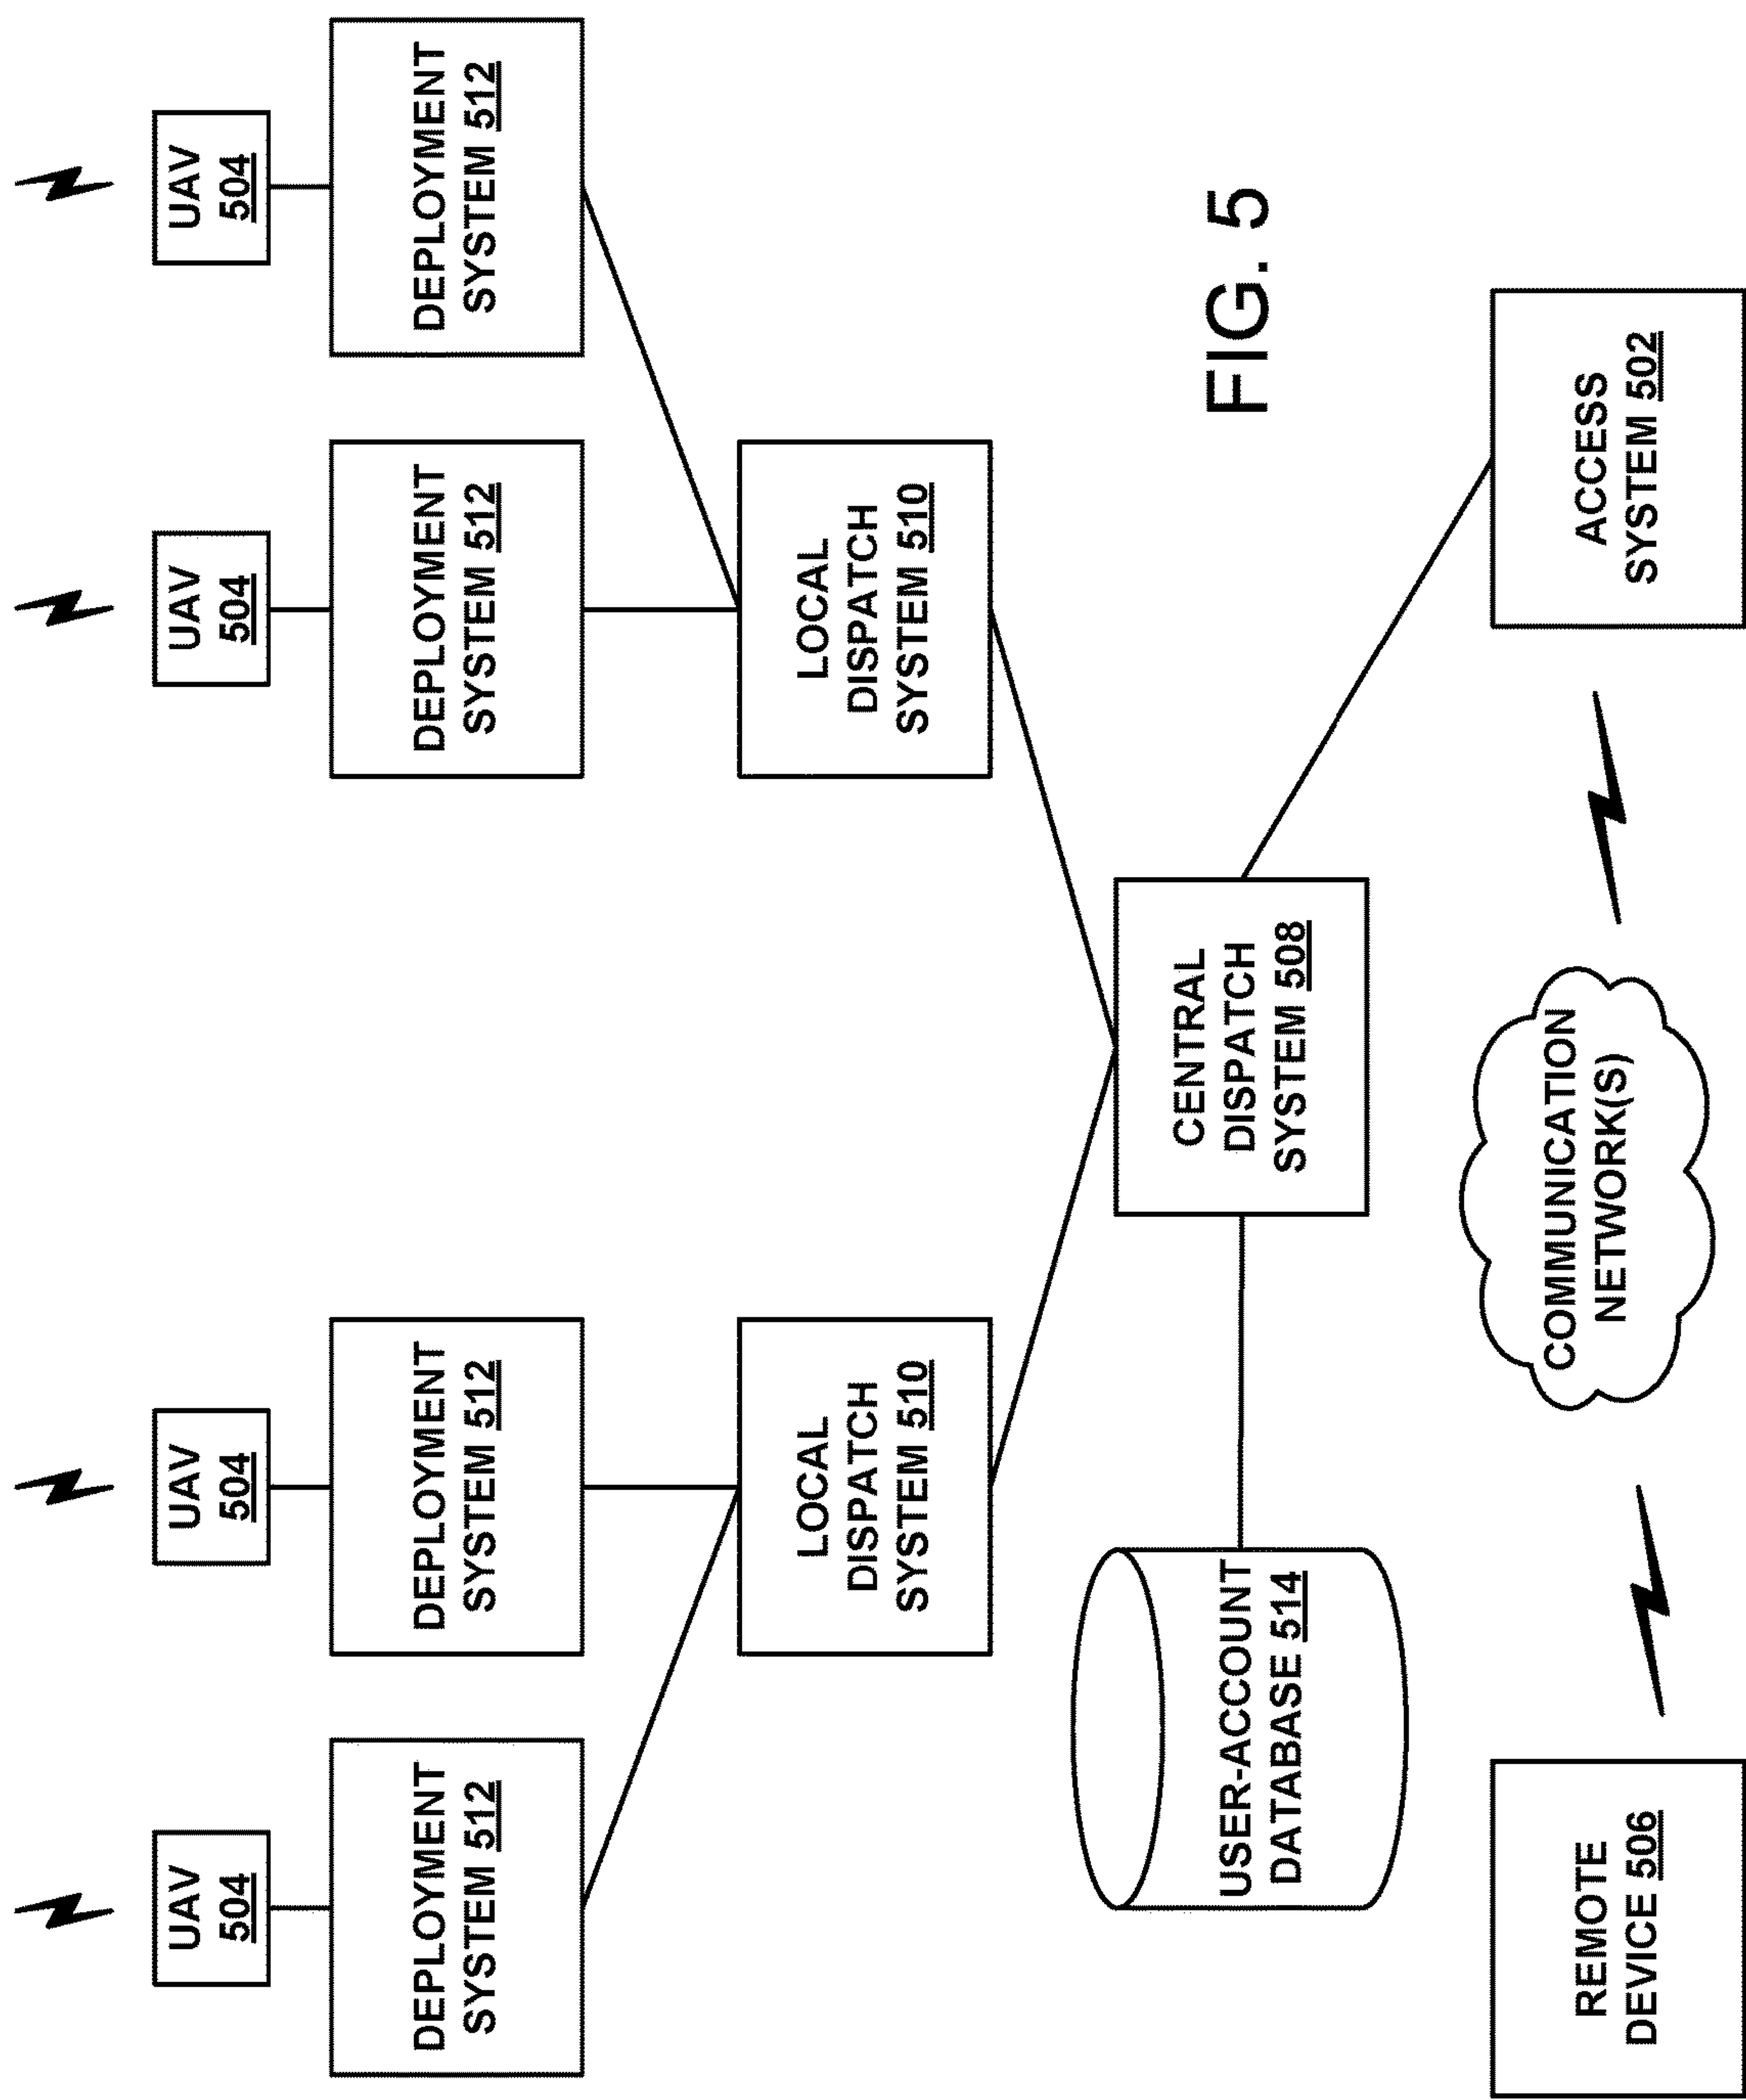 UAV
504
UAV
504
UAV
504
UAV
504
DEPLOYMENT
SYSTEM 512
DEPLOYMENT
SYSTEM 512
DEPLOYMENT
SYSTEM 512
DEPLOYMENT
SYSTEM 512
LOCAL
DISPATCH
SYSTEM 510
LOCAL
DISPATCH
SYSTEM 510
USER-ACCOUNT
DATABASE 514
CENTRAL
DISPATCH
SYSTEM 508
FIG. 5
REMOTE
DEVICE 506
COMMUNICATION
NETWORK(S)
ACCESS
SYSTEM 502